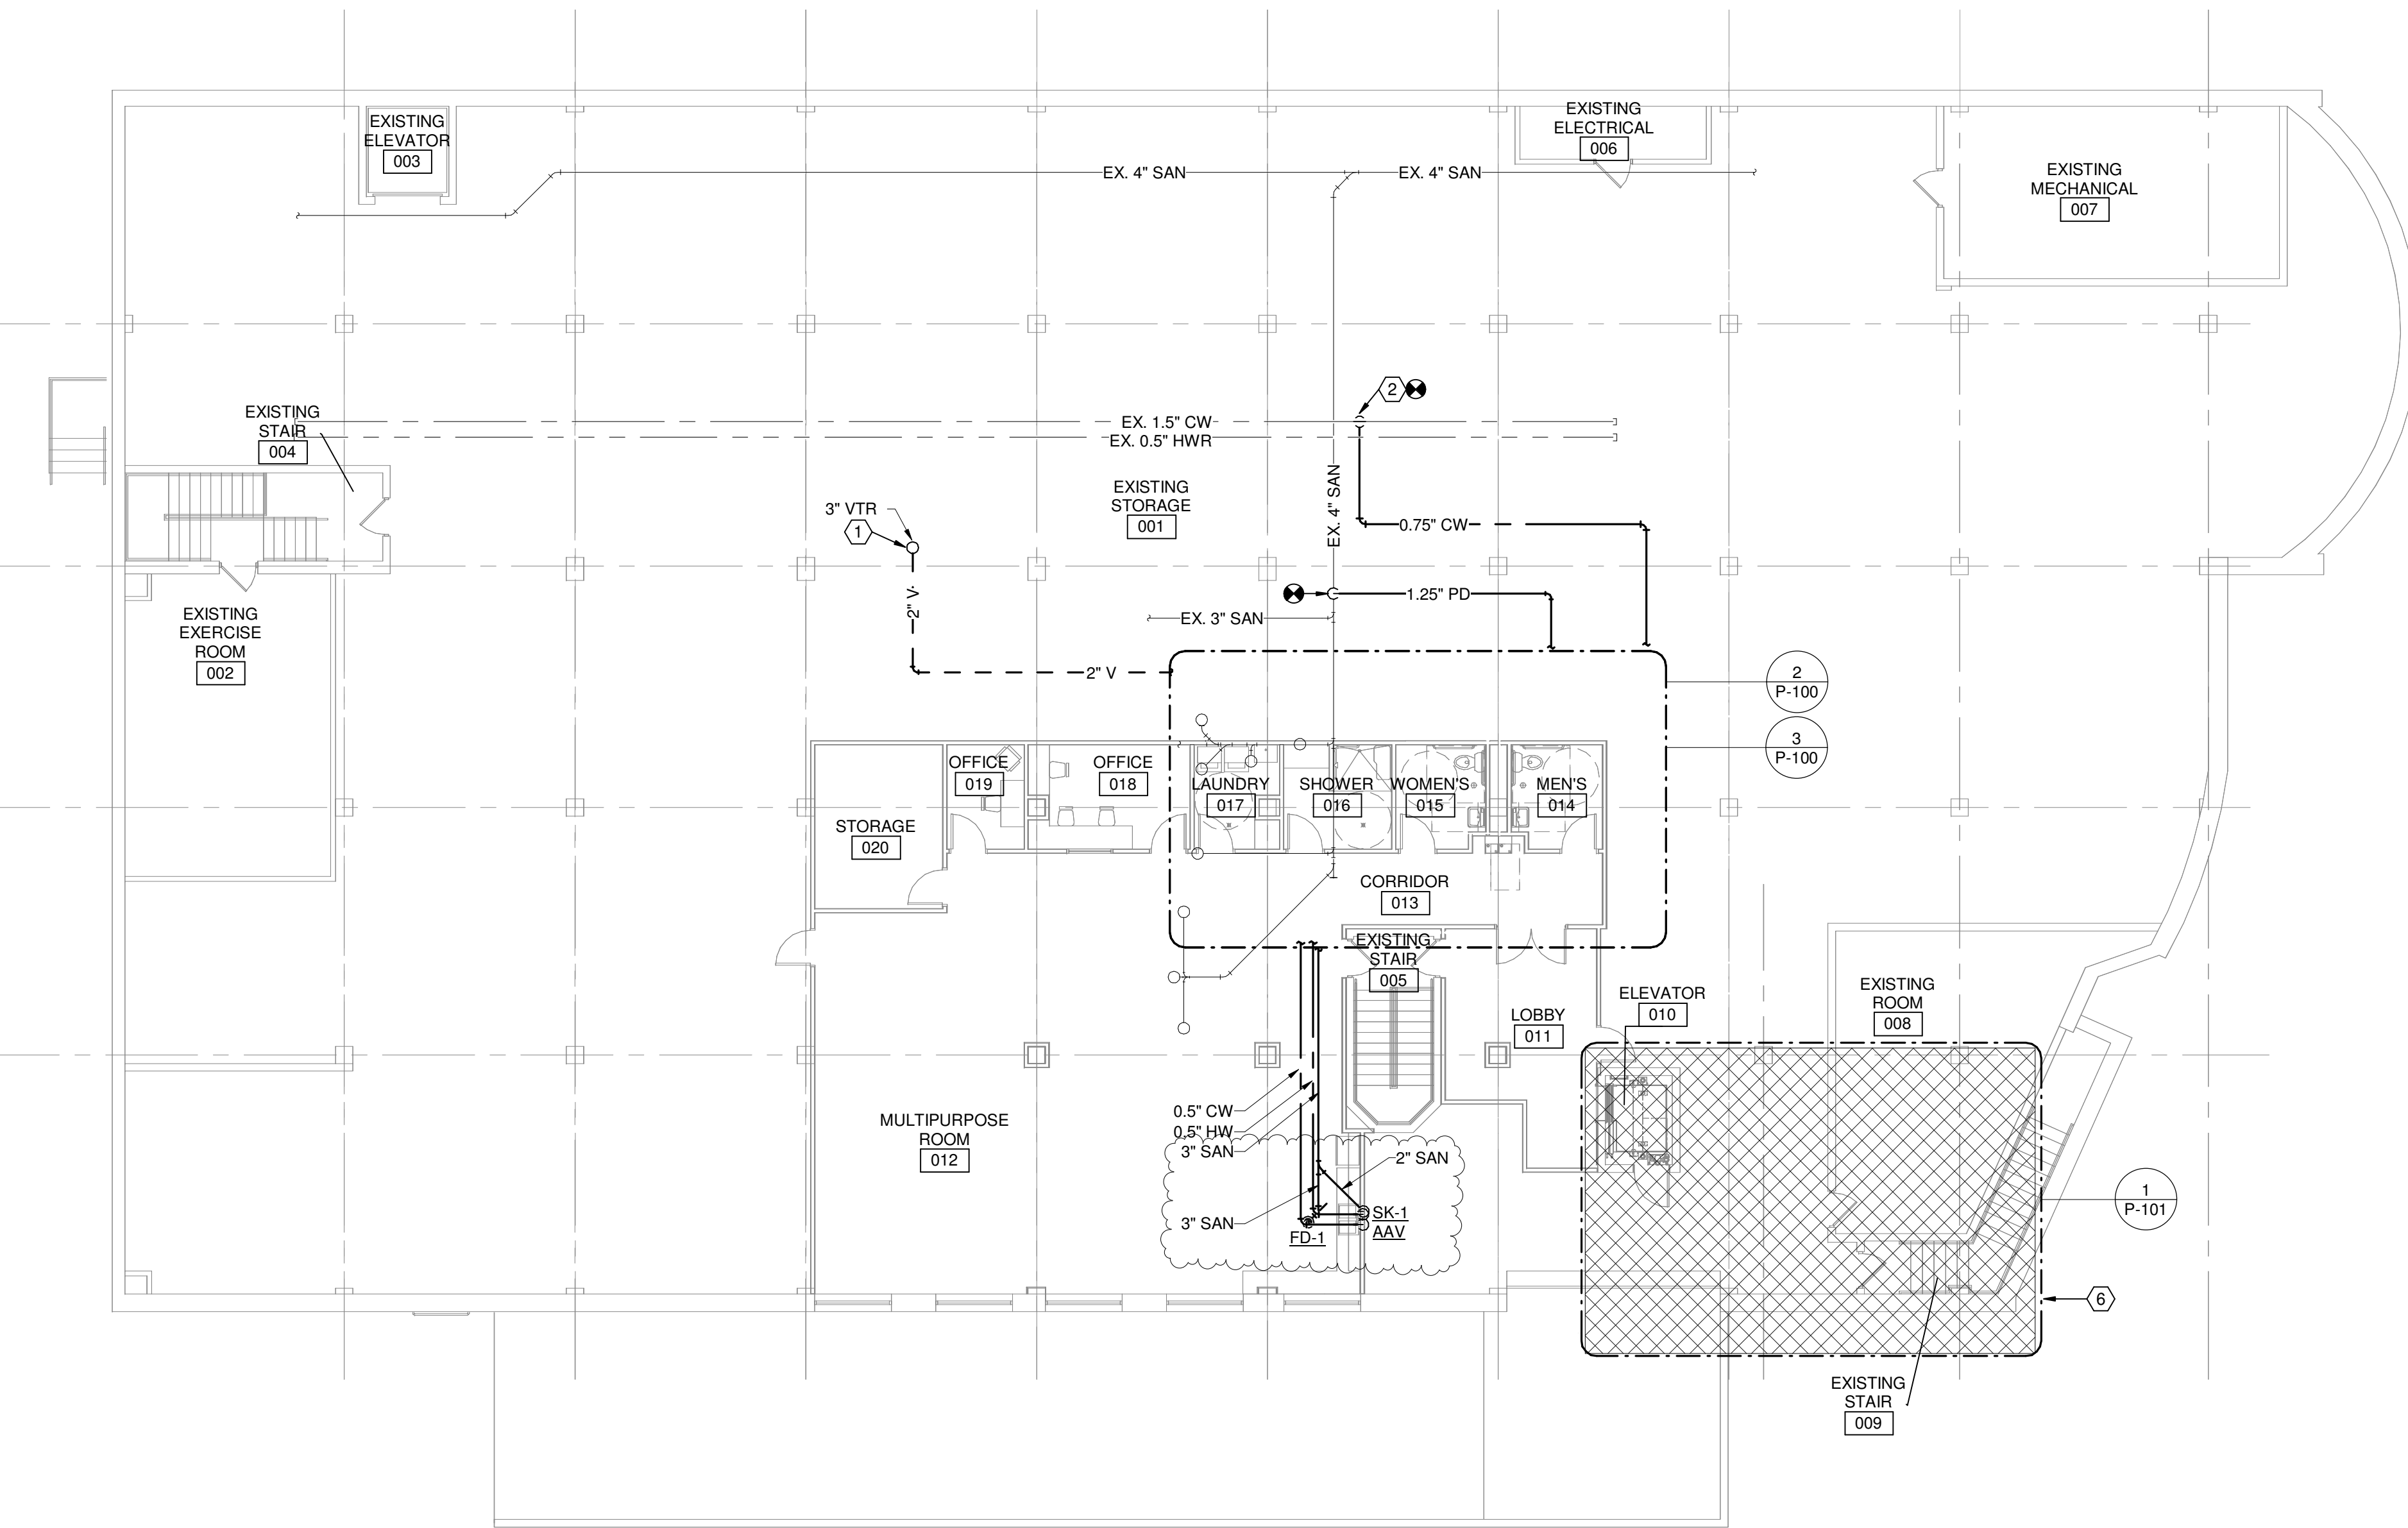 EXISTING
ELEVATOR
003
EXISTING
ELECTRICAL
006
EX. 4" SAN
EX. 4" SAN
EXISTING
MECHANICAL
007
2
EXISTING
STAIR
004
EX. 1.5" CW
EX. 0.5" HWR
EX. 4" SAN
EXISTING
STORAGE
001
3" VTR
1
0.75" CW
2" V
1.25" PD
EX. 3" SAN
EXISTING
EXERCISE
ROOM
002
2" V
2
P-100
3
P-100
OFFICE
019
OFFICE
018
LAUNDRY
017
SHOWER
016
WOMEN'S
015
MEN'S
014
STORAGE
020
CORRIDOR
013
EXISTING
STAIR
005
ELEVATOR
010
EXISTING
ROOM
008
LOBBY
011
0.5" CW
0.5" HW
3" SAN
MULTIPURPOSE
ROOM
012
2" SAN
3" SAN
SK-1
AAV
FD-1
1
P-101
6
EXISTING
STAIR
009